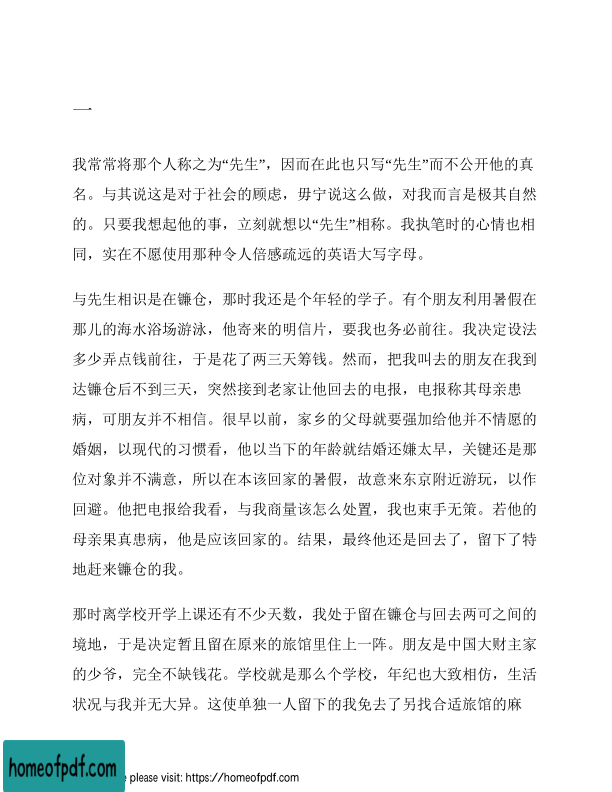 一
我常常将那个人称之为“先生”，因而在此也只写“先生”而不公开他的真
名。与其说这是对于社会的顾虑，毋宁说这么做，对我而言是极其自然
的。只要我想起他的事，立刻就想以“先生”相称。我执笔时的心情也相
同，实在不愿使用那种令人倍感疏远的英语大写字母。
与先生相识是在镰仓，那时我还是个年轻的学子。有个朋友利用暑假在
那儿的海水浴场游泳，他寄来的明信片，要我也务必前往。我决定设法
多少弄点钱前往，于是花了两三天筹钱。然而，把我叫去的朋友在我到
达镰仓后不到三天，突然接到老家让他回去的电报，电报称其母亲患
病，可朋友并不相信。很早以前，家乡的父母就要强加给他并不情愿的
婚姻，以现代的习惯看，他以当下的年龄就结婚还嫌太早，关键还是那
位对象并不满意，所以在本该回家的暑假，故意来东京附近游玩，以作
回避。他把电报给我看，与我商量该怎么处置，我也束手无策。若他的
母亲果真患病，他是应该回家的。结果，最终他还是回去了，留下了特
地赶来镰仓的我。
那时离学校开学上课还有不少天数，我处于留在镰仓与回去两可之间的
境地，于是决定暂且留在原来的旅馆里住上一阵。朋友是中国大财主家
的少爷，完全不缺钱花。学校就是那么个学校，年纪也大致相仿，生活
状况与我并无大异。这使单独一人留下的我免去了另找合适旅馆的麻
homeofpdf.com
e please visit: https://homeofpdf.com